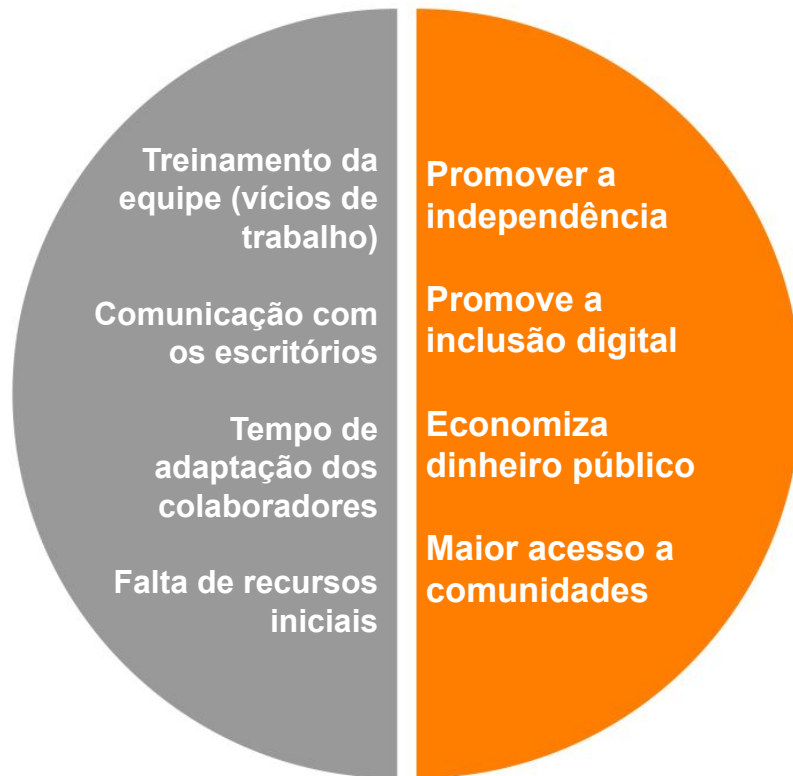 Treinamento da
equipe (vícios de
trabalho)
Comunicação com
os escritórios
Tempo de
adaptação dos
colaboradores
Falta de recursos
iniciais
Promover a
independência
Promove a
inclusão digital
Economiza
dinheiro público
Maior acesso a
comunidades